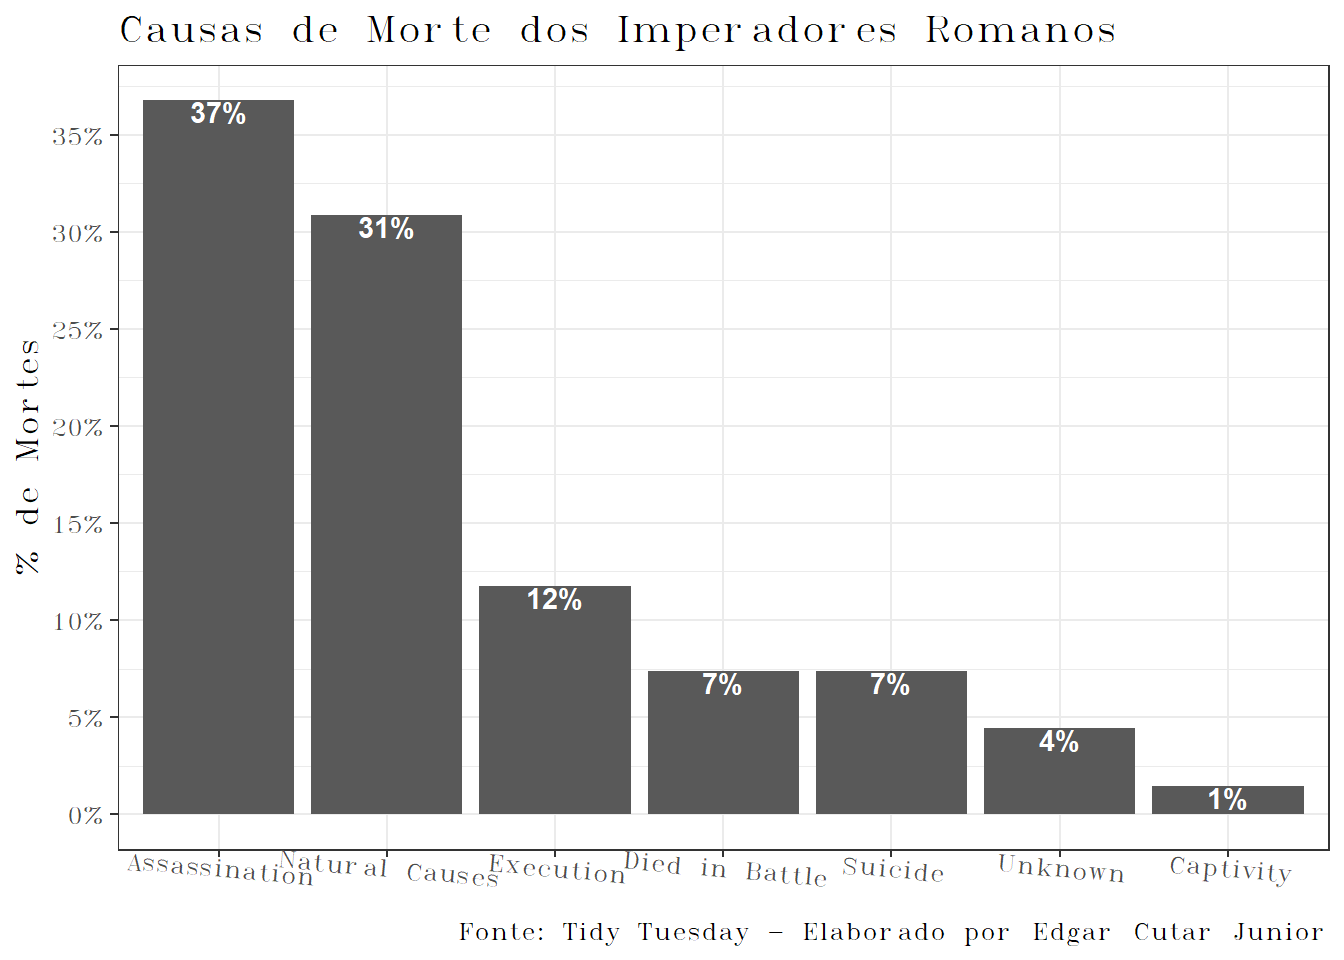 Causas de Morte dos Imperadores Romanos
% de Mortes
35%
30%
25%
20%
15%
10%
5%
0%
37%
31%
12%
7%
7%
4%
1%
Assassination
Natural Causes
Execution
Died in Battle
Suicide
Unknown
Captivity
Fonte: Tidy Tuesday - Elaborado por Edgar Cutar Junior